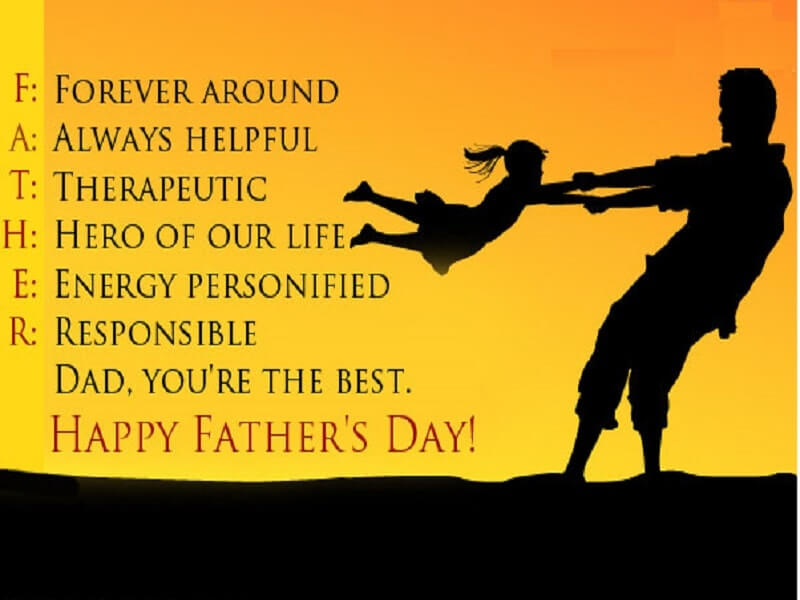 F: FOREVER AROUND
A: ALWAYS HELPFUL
T: THERAPEUTIC
H: HERO OF OUR LIFE
E: ENERGY PERSONIFIED
R: RESPONSIBLE
DAD, YOU'RE THE BEST.
HAPPY FATHER'S DAY!